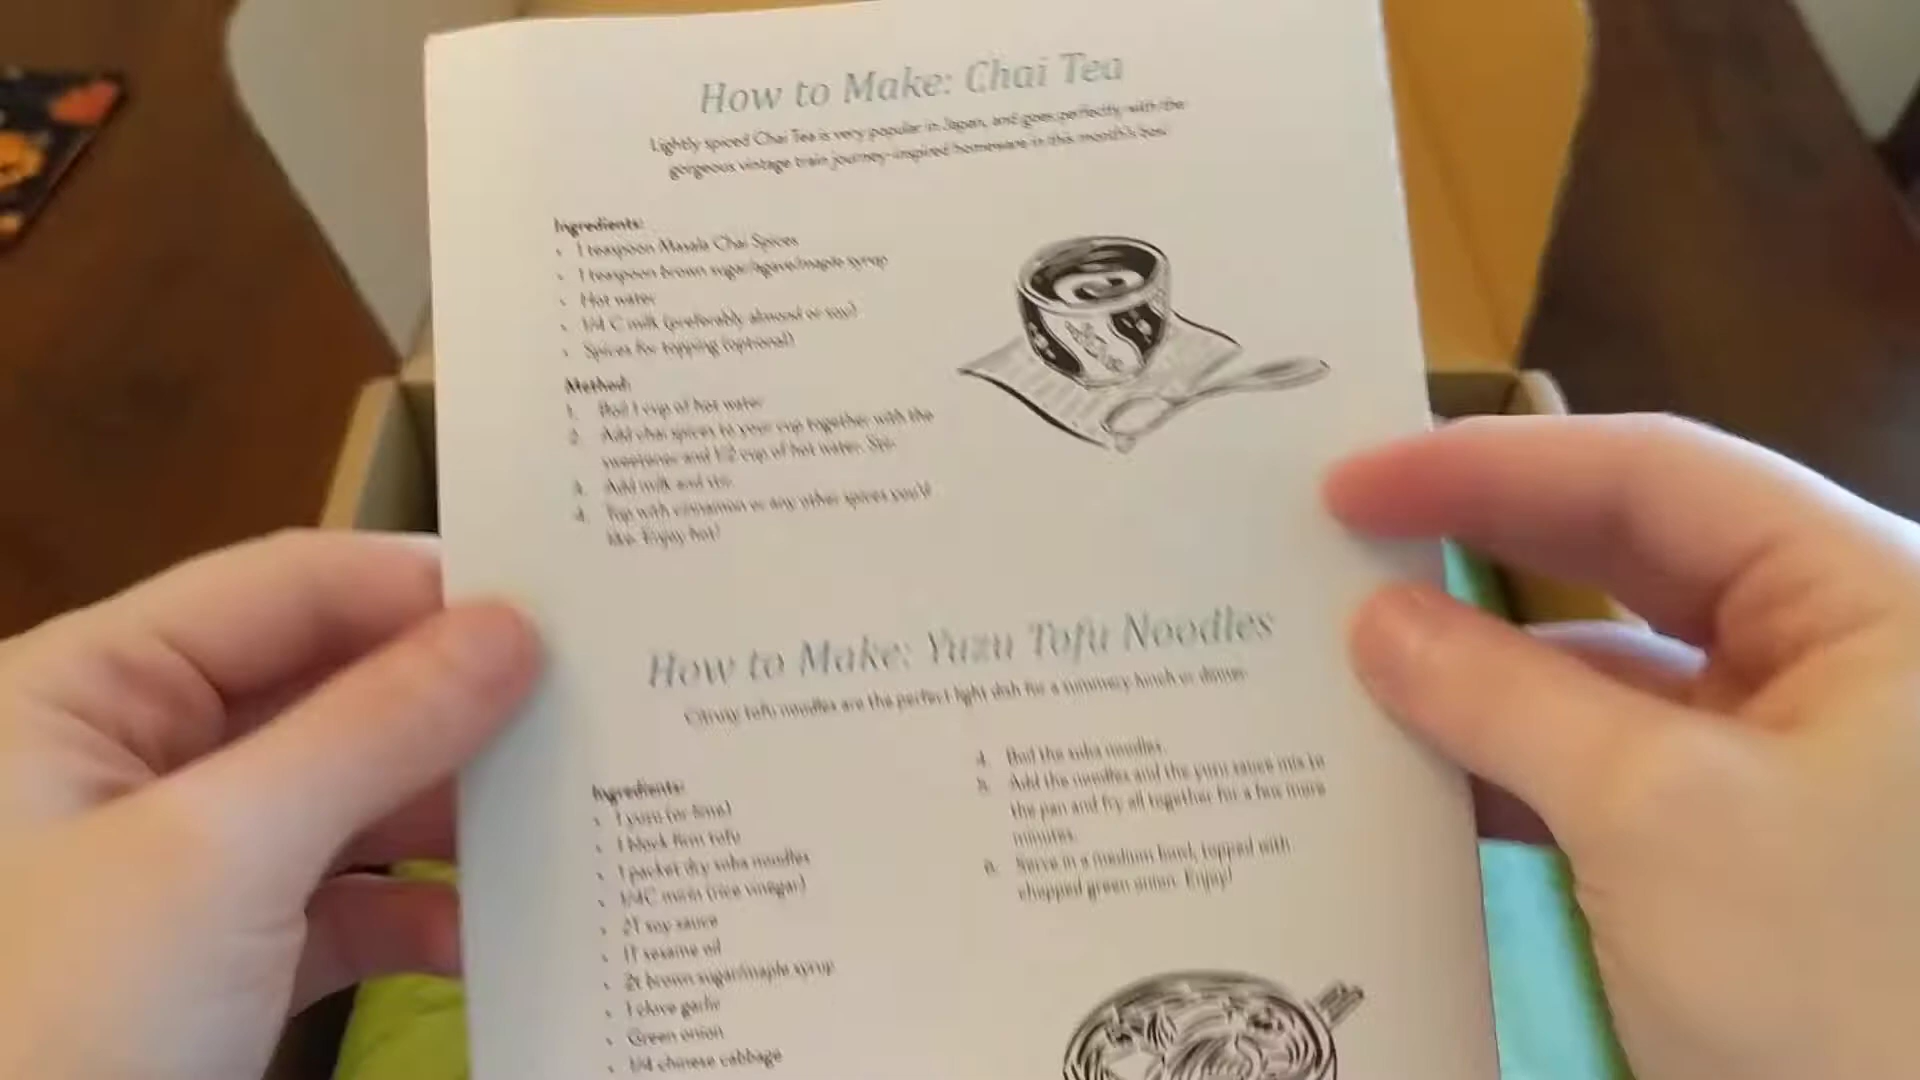 How to Make: Chai Tea
Lightly spiced Chai Tea is very popular in Japan, and goes perfectly with the
gorgeous vintage train journey-inspired homeware in this month's box!
Ingredients:
• 1 teaspoon Masala Chai Spices
• 1 teaspoon brown sugar/agave/maple syrup
• Hot water
• 1/4 C milk (preferably almond or soy)
• Spices for topping (optional)
Method:
1. Boil 1 cup of hot water
2. Add chai spices to your cup together with the
sweetener and 1/2 cup of hot water. Stir.
3. Add milk and stir.
4. Top with cinnamon or any other spices you'd
like. Enjoy hot!
How to Make: Yuzu Tofu Noodles
Citrusy tofu noodles are the perfect light dish for a summery lunch or dinner.
Ingredients:
• 1 yuzu (or lime)
• 1 block firm tofu
• 1 packet dry soba noodles
• 1/4C mirin (rice vinegar)
• 2T soy sauce
• 1T sesame oil
• 2t brown sugar/maple syrup
• 1 clove garlic
• Green onion
• 1/4 chinese cabbage
4. Boil the soba noodles.
5. Add the noodles and the yuzu sauce mix to
the pan and fry all together for a few more
minutes.
6. Serve in a medium bowl, topped with
chopped green onion. Enjoy!